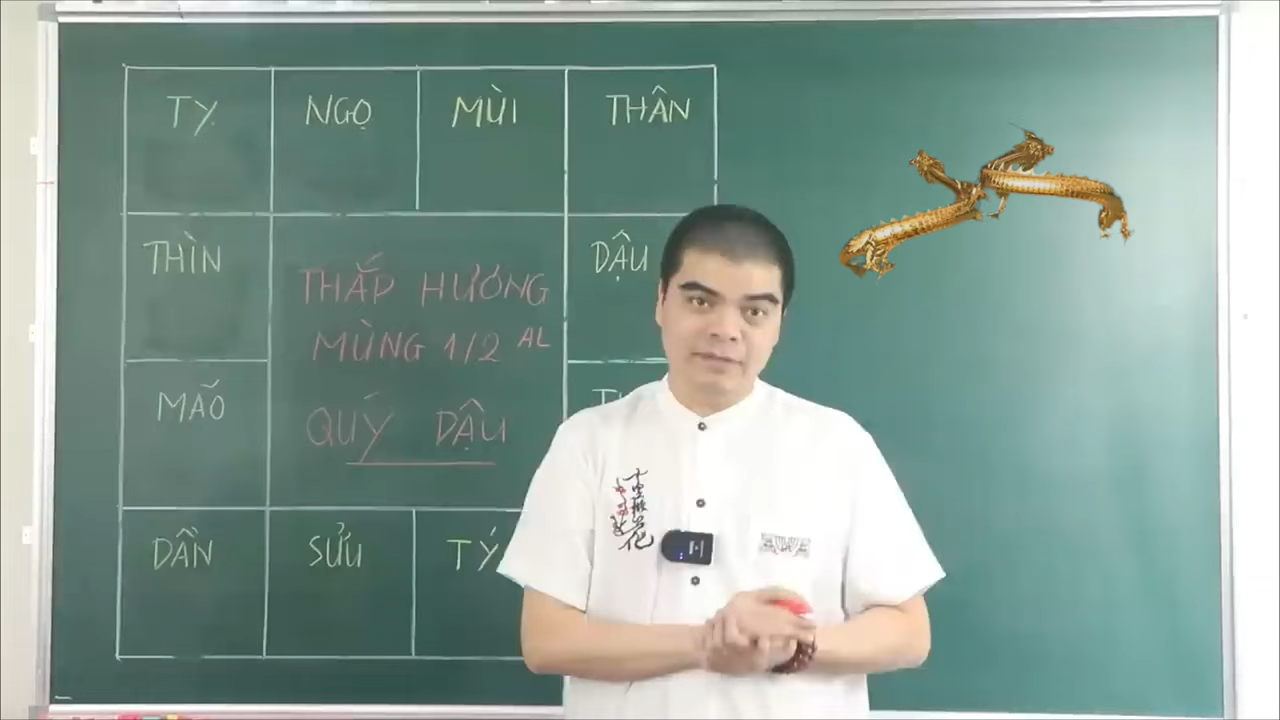 TỴ
NGỌ
MÙI
THÂN
THÌN
DẬU
THẮP HƯƠNG
MÙNG 1/2 AL
QUÝ DẬU
MÃO
DẦN
SỬU
TÝ